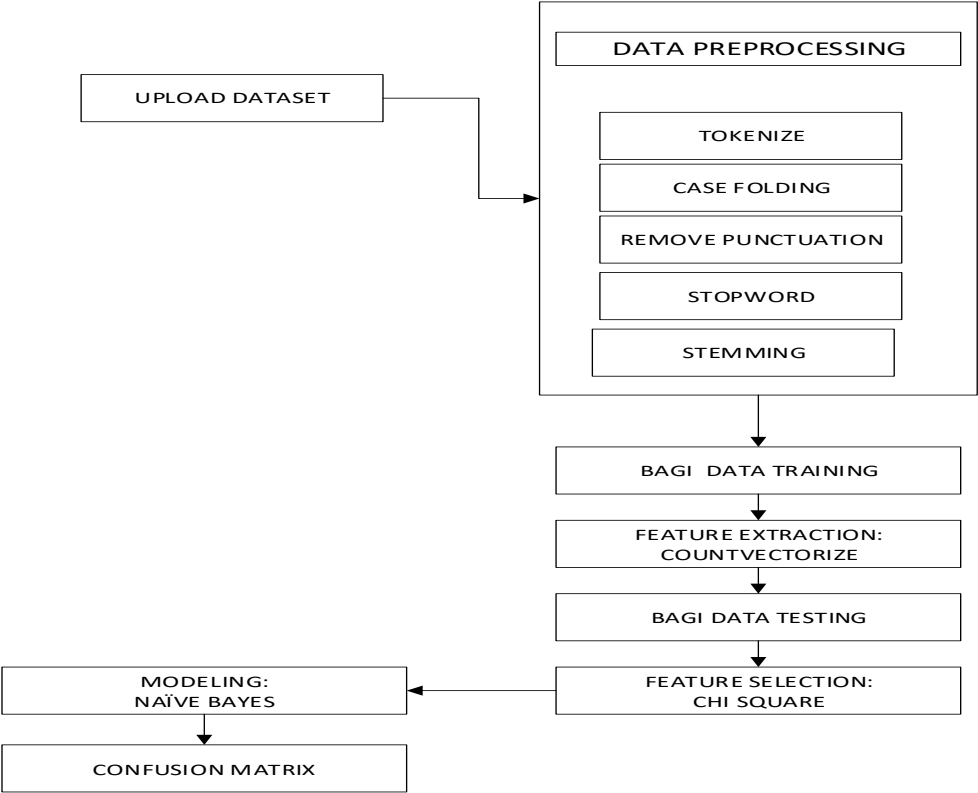 UPLOAD DATASET
DATA PREPROCESSING
TOKENIZE
CASE FOLDING
REMOVE PUNCTUATION
STOPWORD
STEMMING
BAGI DATA TRAINING
FEATURE EXTRACTION:
COUNTVECTORIZE
BAGI DATA TESTING
FEATURE SELECTION:
CHI SQUARE
MODELING:
NAÏVE BAYES
CONFUSION MATRIX